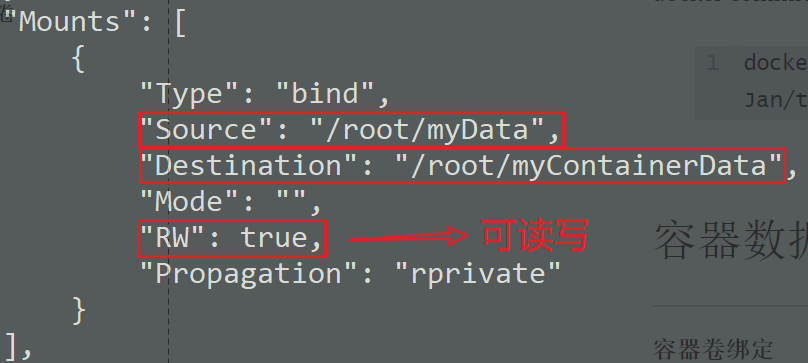 "Mounts": [
{
"Type": "bind",
"Source": "/root/myData",
"Destination": "/root/myContainerData",
"Mode": "",
"RW": true,
可读写
"Propagation": "rprivate"
}
],
1 docke
Jan/t
容器数据
容器卷绑定